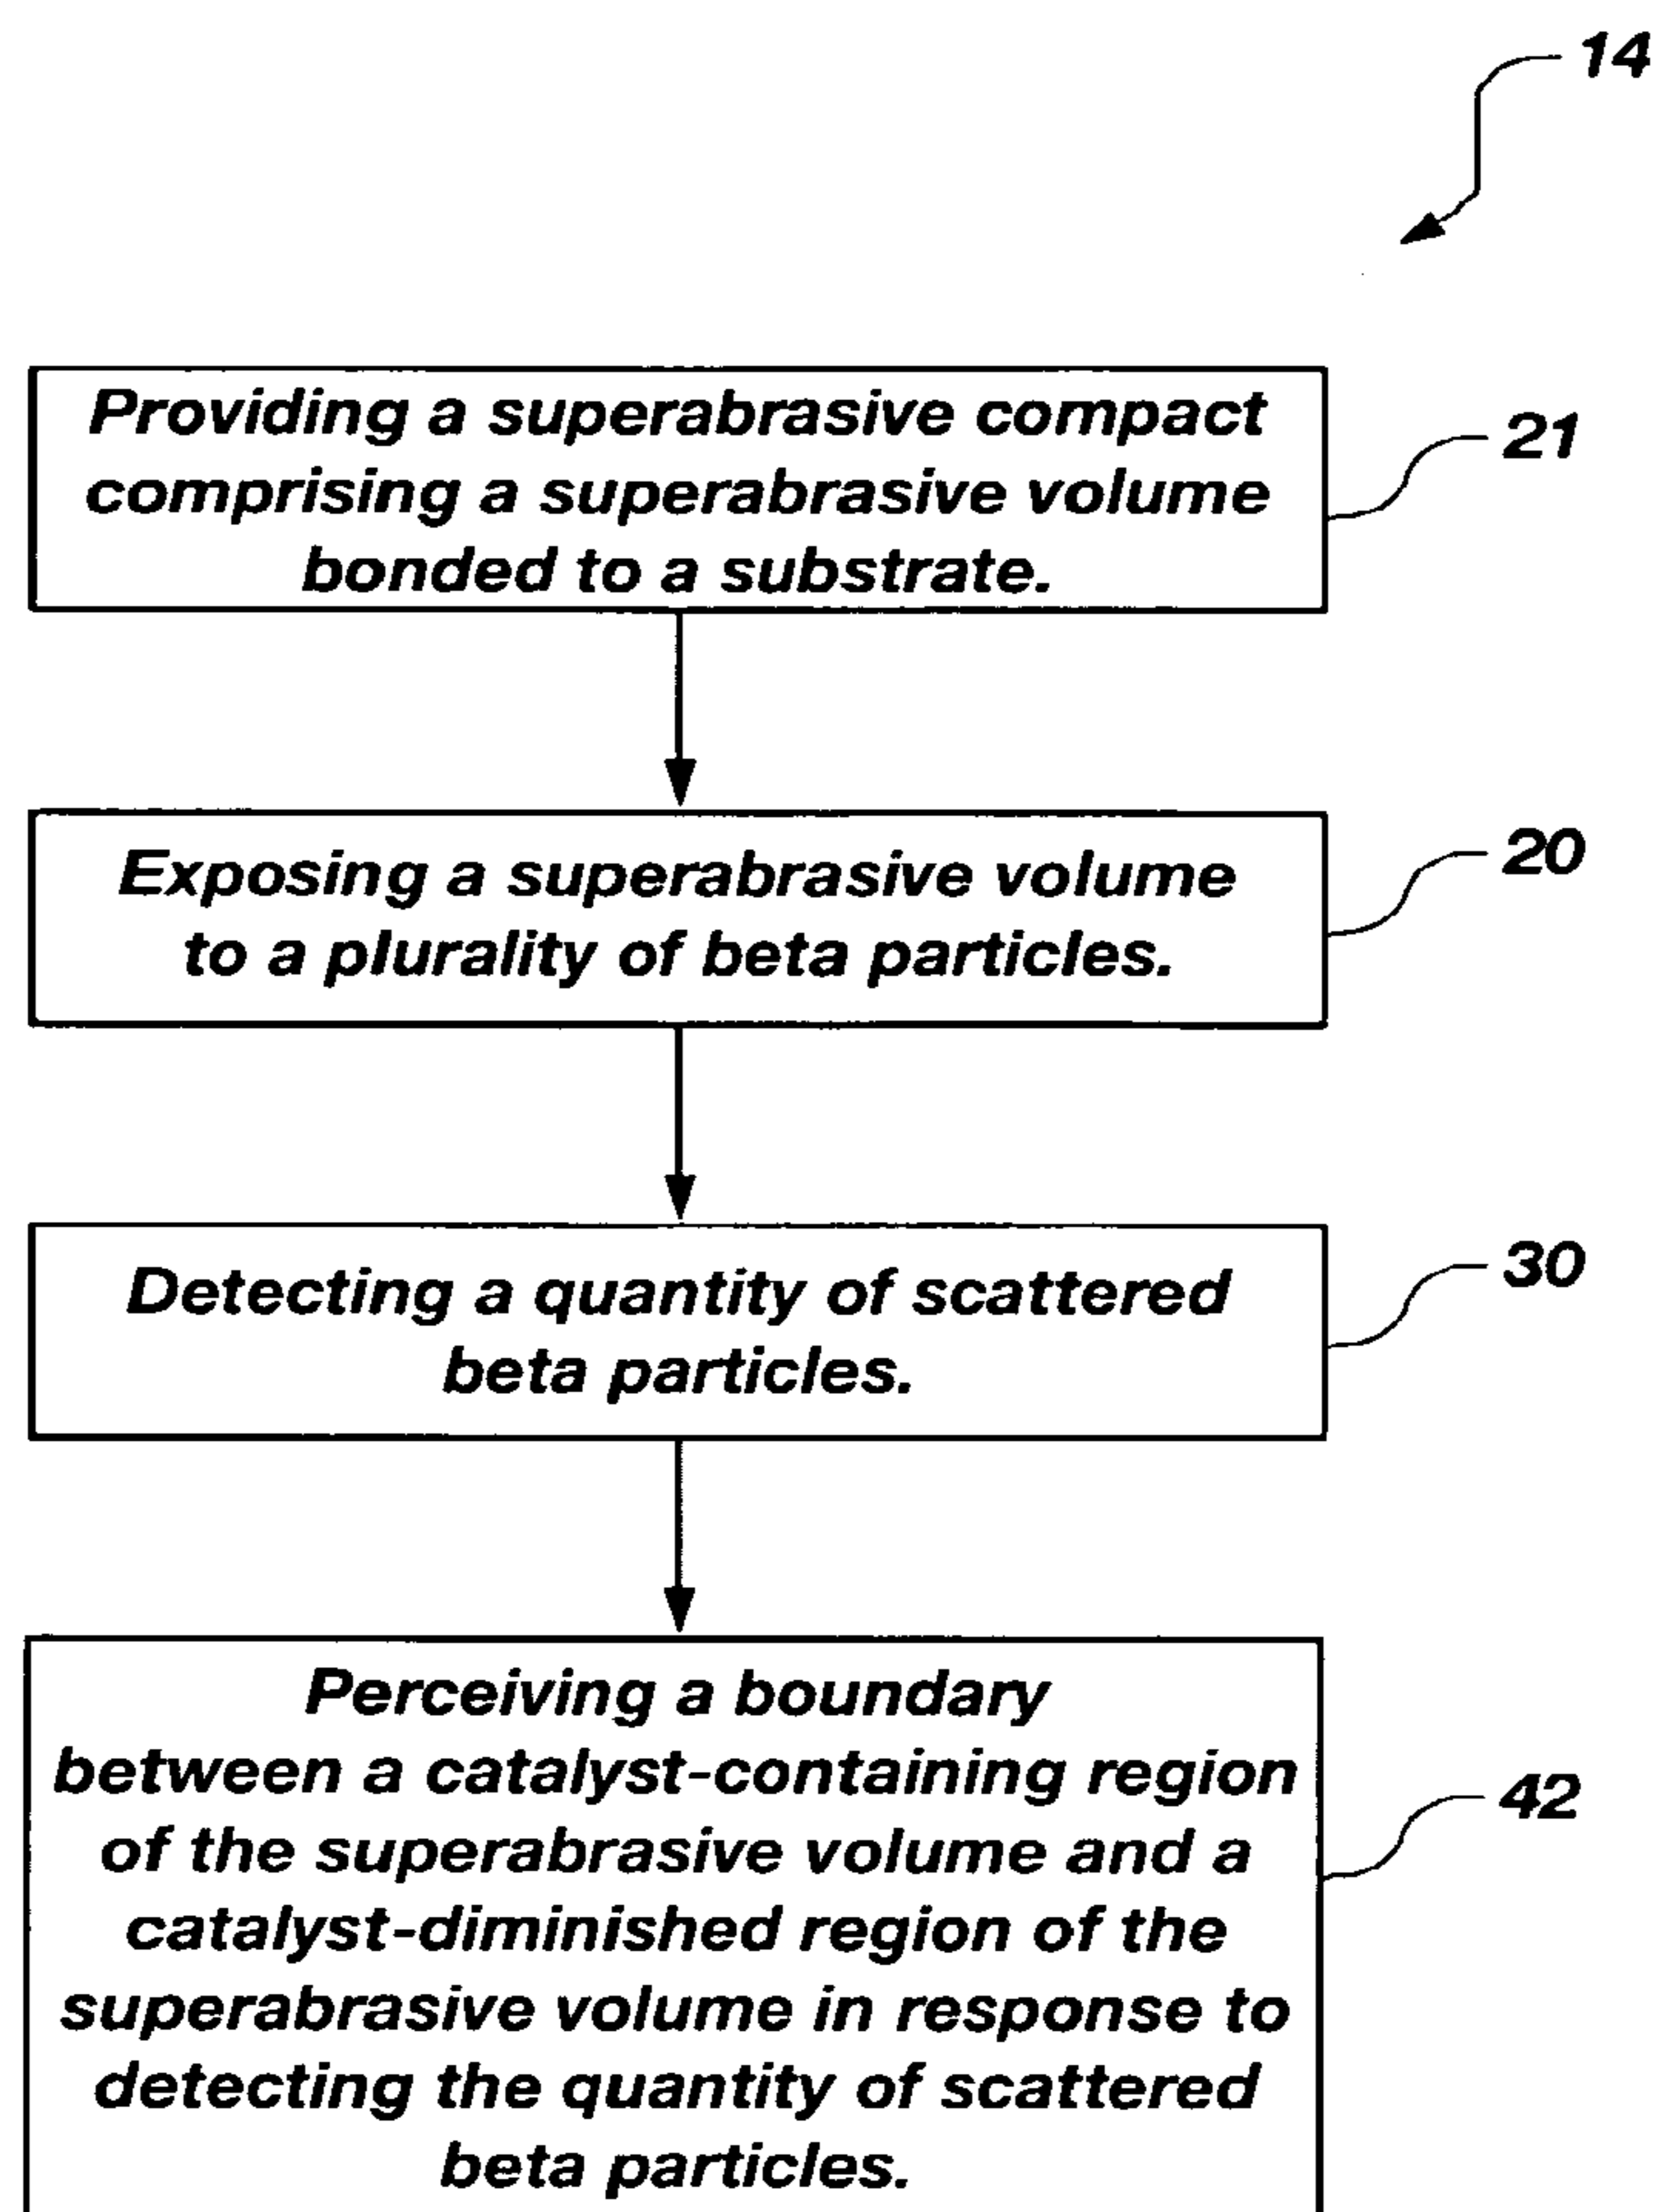 14
Providing a superabrasive compact
comprising a superabrasive volume
bonded to a substrate.
21
Exposing a superabrasive volume
to a plurality of beta particles.
20
Detecting a quantity of scattered
beta particles.
30
Perceiving a boundary
between a catalyst-containing region
of the superabrasive volume and a
catalyst-diminished region of the
superabrasive volume in response to
detecting the quantity of scattered
beta particles.
42